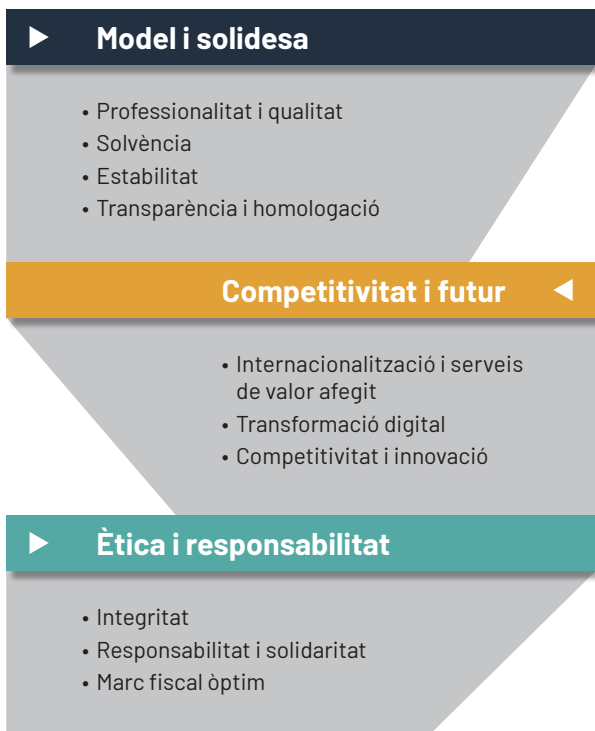 Model i solidesa
• Professionalitat i qualitat
• Solvència
• Estabilitat
• Transparència i homologació
Competitivitat i futur
• Internacionalització i serveis
de valor afegit
• Transformació digital
• Competitivitat i innovació
Ètica i responsabilitat
• Integritat
• Responsabilitat i solidaritat
• Marc fiscal òptim